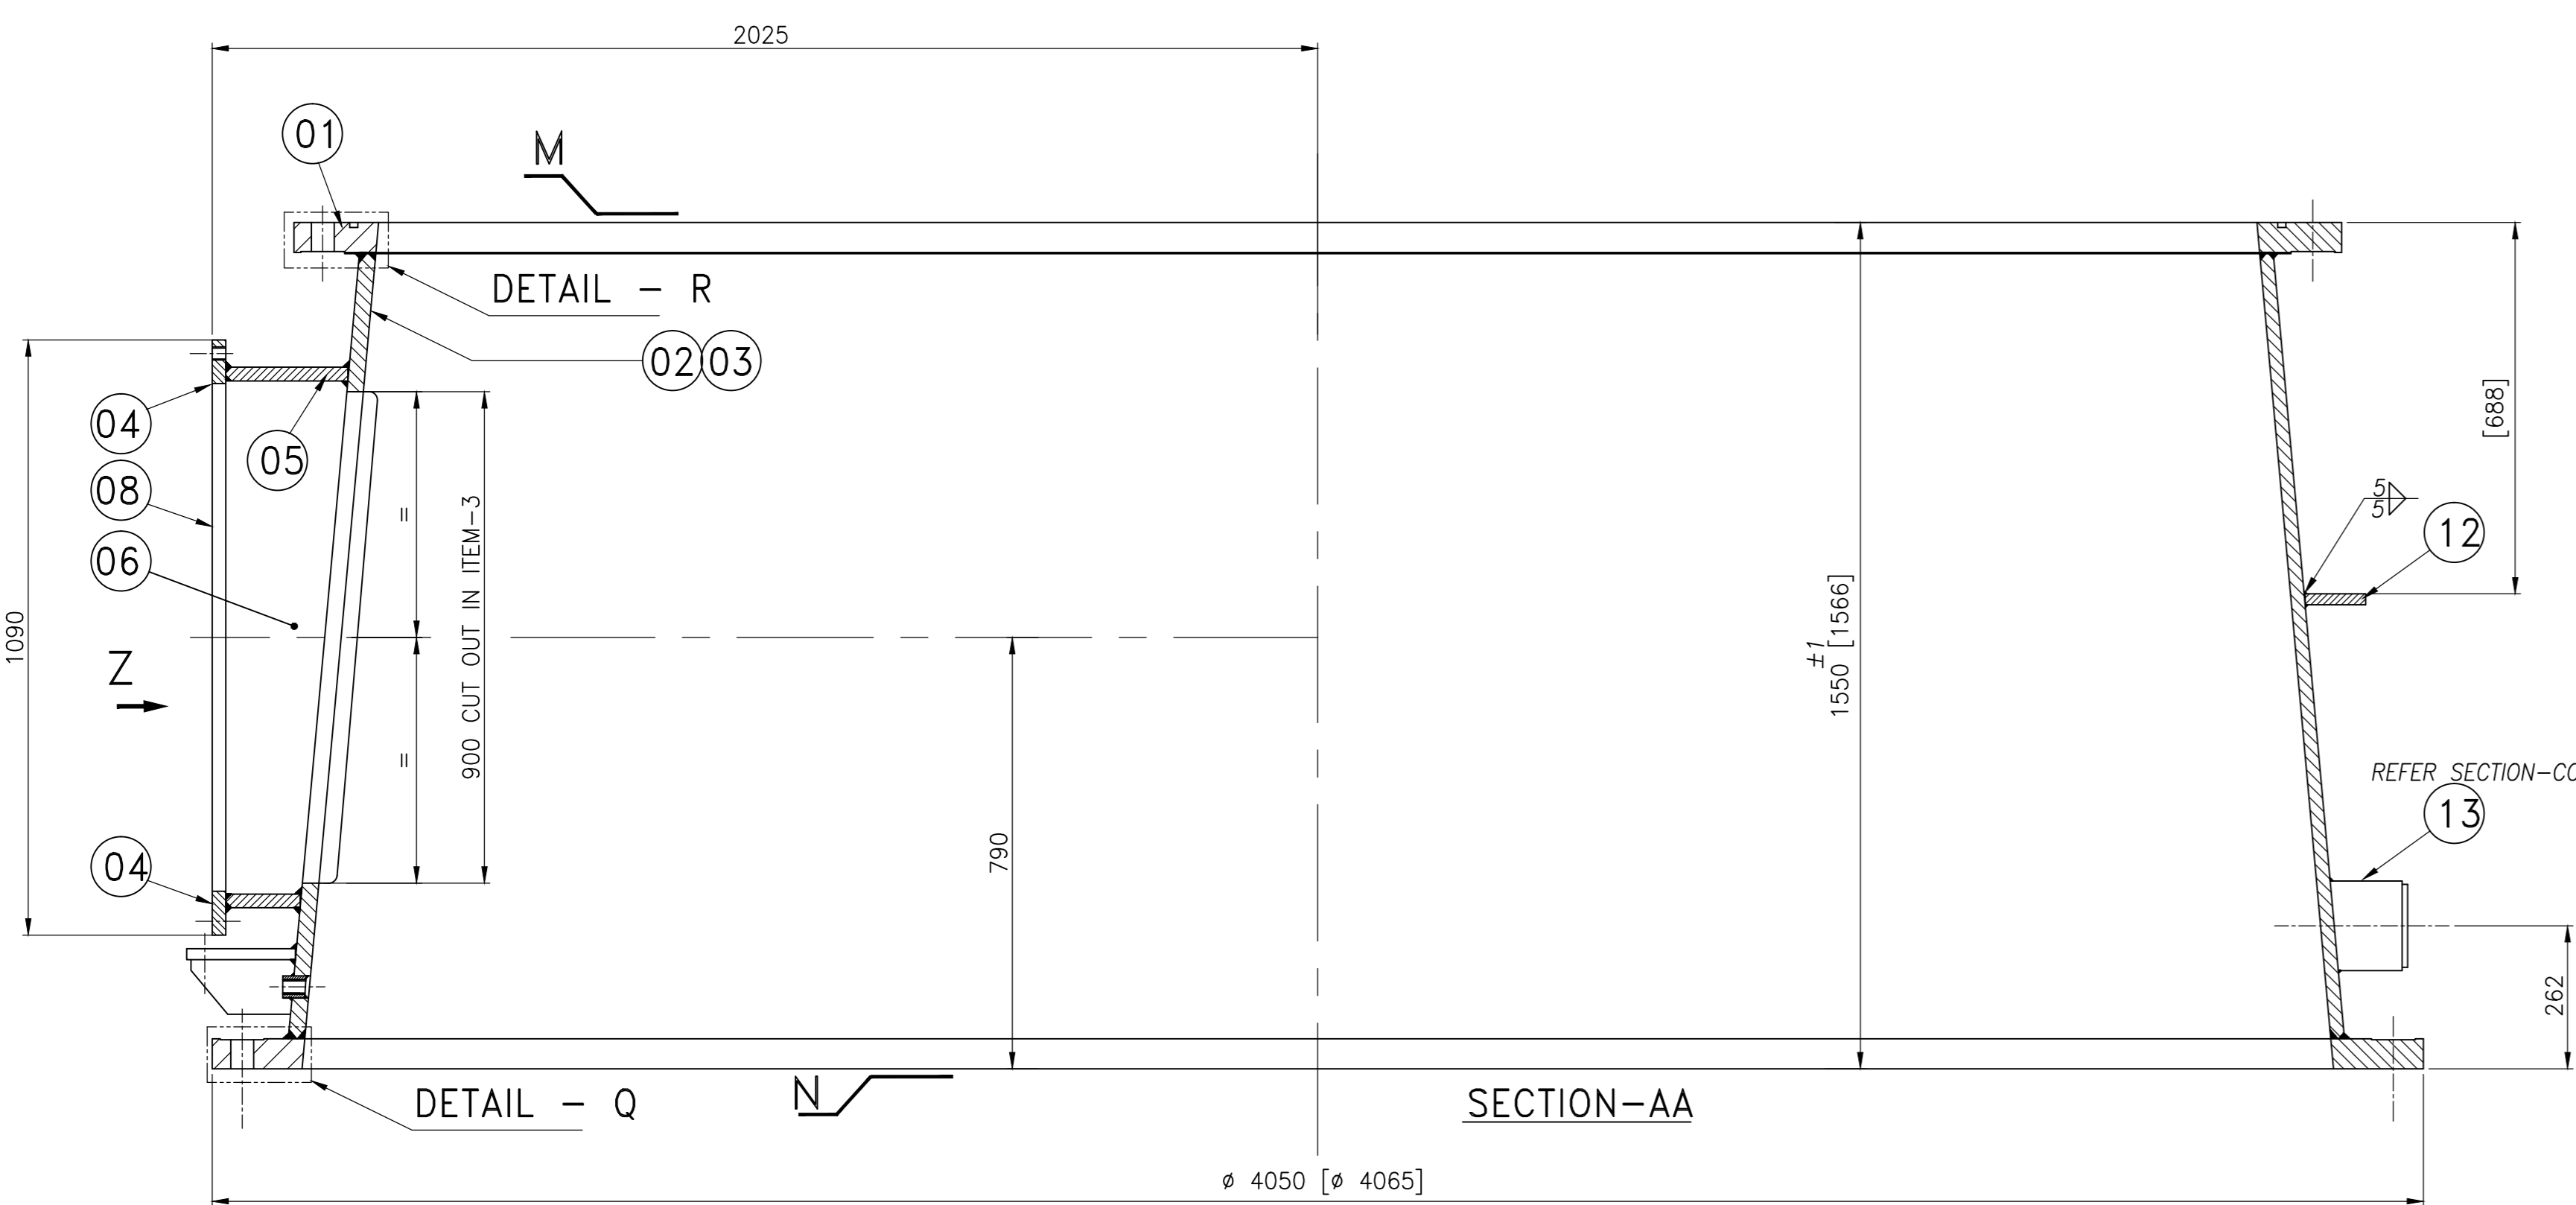 2025
01
M
DETAIL - R
02 03
04
05
08
06
1090
Z
=
=
900 CUT OUT IN ITEM-3
790
±1
1550 [1566]
[688]
5
5
12
REFER SECTION-CC
13
262
04
DETAIL - Q
N
SECTION-AA
ø 4050 [ø 4065]